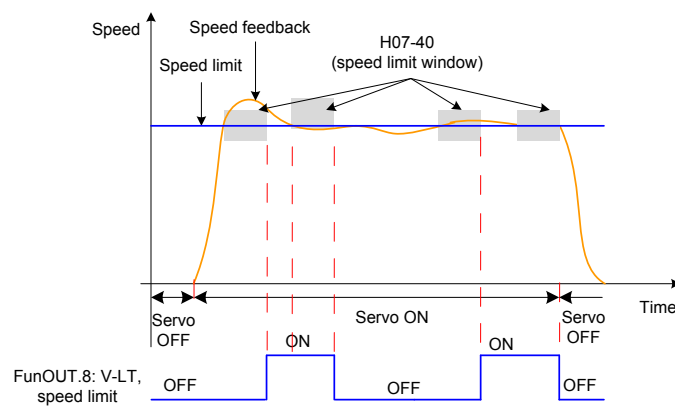 Speed
Speed feedback
H07-40
(speed limit window)
Speed limit
Time
Servo
OFF
Servo ON
Servo
OFF
FunOUT.8: V-LT,
speed limit
OFF
ON
OFF
ON
OFF